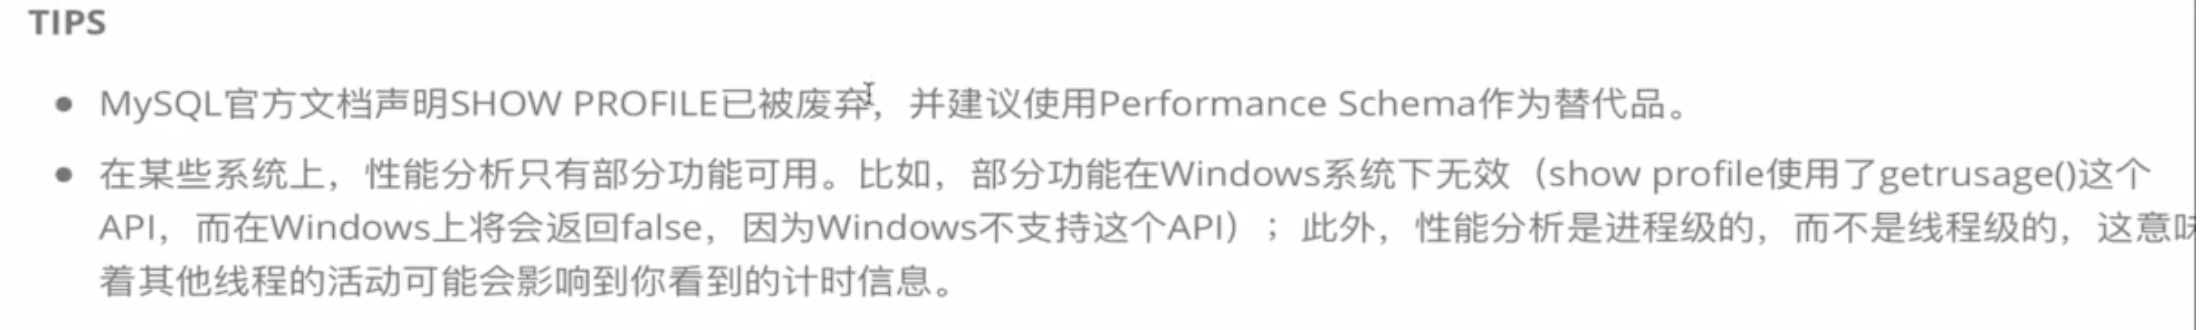 TIPS
MySQL官方文档声明SHOW PROFILE已被废弃，并建议使用Performance Schema作为替代品。
在某些系统上，性能分析只有部分功能可用。比如，部分功能在Windows系统下无效（show profile使用了getrusage()这个
API，而在Windows上将会返回false，因为Windows不支持这个API）；此外，性能分析是进程级的，而不是线程级的，这意味
着其他线程的活动可能会影响到你看到的计时信息。